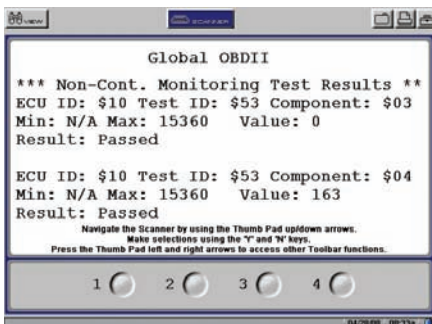 VIEW
SCANNER
Global OBDII
*** Non-Cont. Monitoring Test Results **
ECU ID: $10 Test ID: $53 Component: $03
Min: N/A Max: 15360 Value: 0
Result: Passed
ECU ID: $10 Test ID: $53 Component: $04
Min: N/A Max: 15360 Value: 163
Result: Passed
Navigate the Scanner by using the Thumb Pad up/down arrows.
Make selections using the 'Y' and 'N' keys.
Press the Thumb Pad left and right arrows to access other Toolbar functions.
1 2 3 4